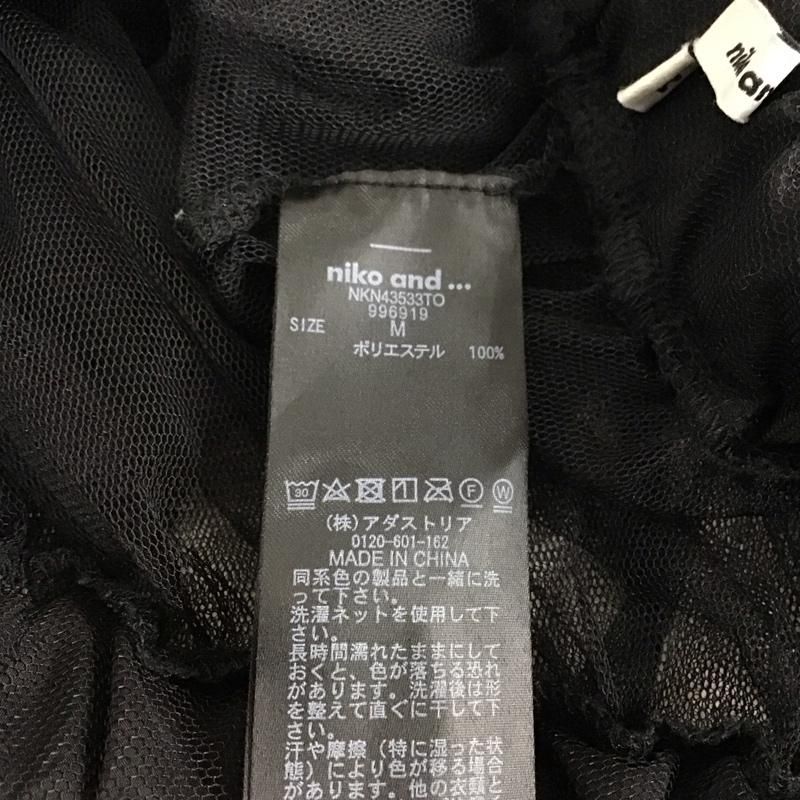 niko and ...
NKN43533TO
996919
SIZE M
ポリエステル 100%
30
F
W
(株)アダストリア
0120-601-162
MADE IN CHINA
同系色の製品と一緒に洗
って下さい。
洗濯ネットを使用して下
さい。
長時間濡れたままにして
おくと、色が落ちる恐れ
があります。洗濯後は形
を整えて直ぐに干して下
さい。
汗や摩擦(特に湿った状
態)により色が移る場合
があります。他の衣類と